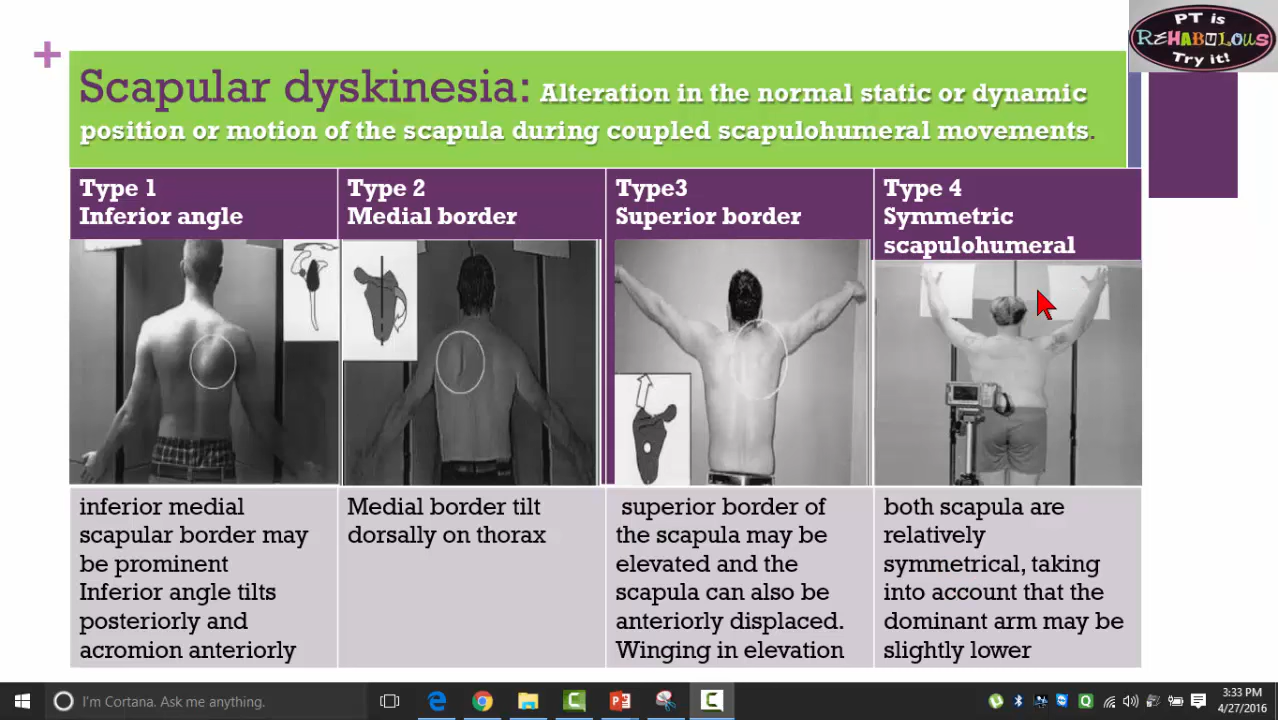 PT is
REHABULOUS
Try it!
Scapular dyskinesia: Alteration in the normal static or dynamic
position or motion of the scapula during coupled scapulohumeral movements.
Type 1
Inferior angle
Type 2
Medial border
Type3
Superior border
Type 4
Symmetric
scapulohumeral
inferior medial
scapular border may
be prominent
Inferior angle tilts
posteriorly and
acromion anteriorly
Medial border tilt
dorsally on thorax
superior border of
the scapula may be
elevated and the
scapula can also be
anteriorly displaced.
Winging in elevation
both scapula are
relatively
symmetrical, taking
into account that the
dominant arm may be
slightly lower
I'm Cortana. Ask me anything.
3:33 PM
4/27/2016